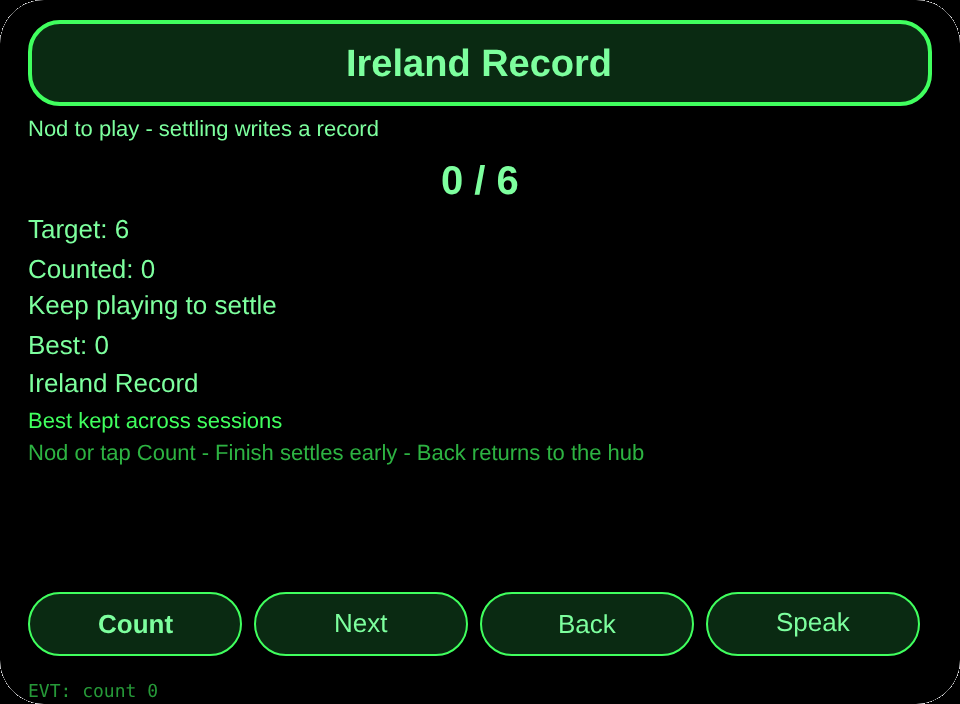 Ireland Record
Nod to play - settling writes a record
0 / 6
Target: 6
Counted: 0
Keep playing to settle
Best: 0
Ireland Record
Best kept across sessions
Nod or tap Count - Finish settles early - Back returns to the hub
Count Next Back Speak
EVT: count 0